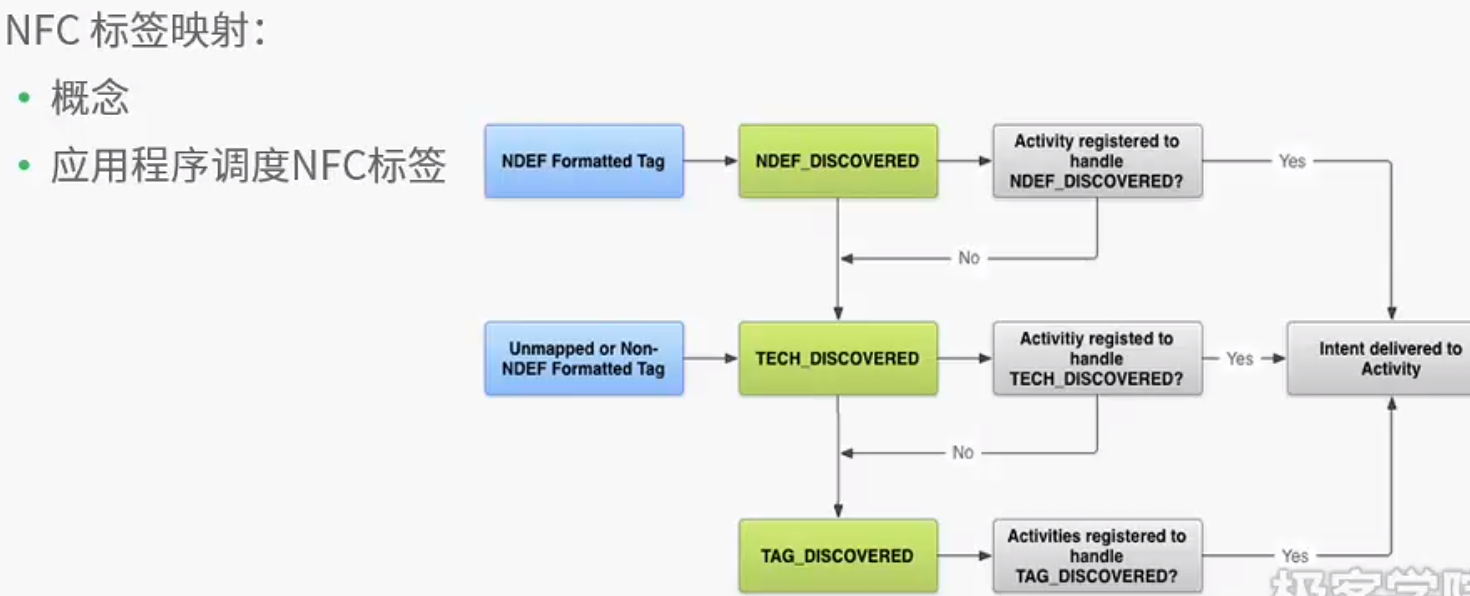 NFC 标签映射：
• 概念
• 应用程序调度NFC标签
NDEF Formatted Tag
NDEF_DISCOVERED
Activity registered to
handle
NDEF_DISCOVERED?
Yes
No
Unmapped or Non-
NDEF Formatted Tag
TECH_DISCOVERED
Activitiy registed to
handle
TECH_DISCOVERED?
Yes
Intent delivered to
Activity
No
TAG_DISCOVERED
Activities registered to
handle
TAG_DISCOVERED?
Yes